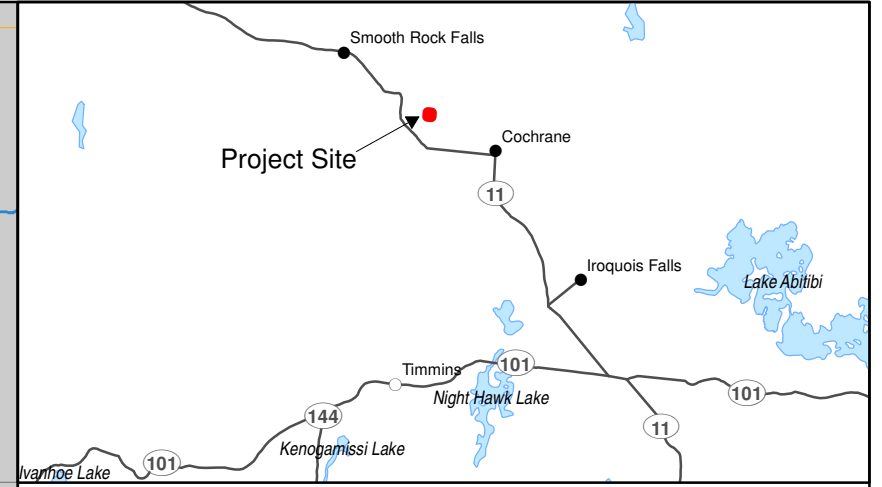 Smooth Rock Falls
Project Site
Cochrane
11
Iroquois Falls
Lake Abitibi
Timmins
101
Night Hawk Lake
101
144
11
Kenogamissi Lake
101
Ivanhoe Lake